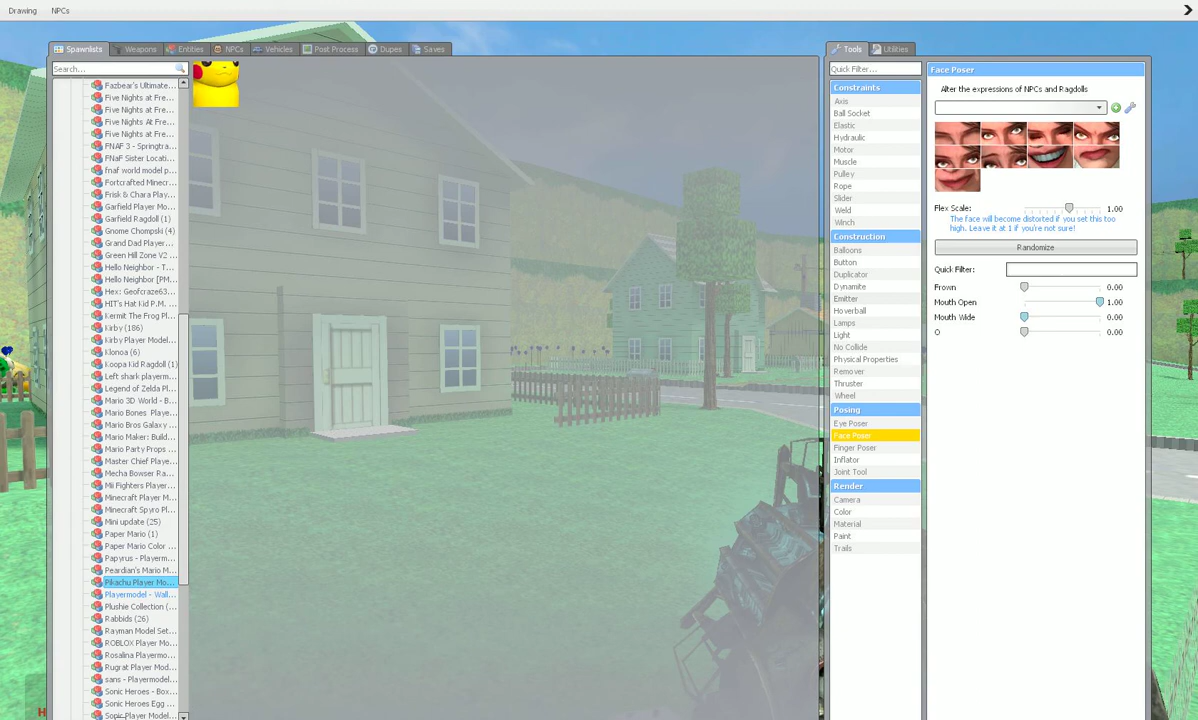 Drawing NPCs
Spawnlists Weapons Entities NPCs Vehicles Post Process Dupes Saves
Search...
Fazbear's Ultimate...
Five Nights at Fre...
Five Nights at Fre...
Five Nights At Fre...
Five Nights at Fre...
FNAF 3 - Springtra...
FNaF Sister Locati...
fnaf world model p...
Fortcrafted Minecr...
Frisk & Chara Play...
Garfield Player Mo...
Garfield Ragdoll (1)
Gnome Chompski (4)
Grand Dad Player...
Green Hill Zone V2 ...
Hello Neighbor - T...
Hello Neighbor [PM...
Hex: Geofcraze63...
HIT's Hat Kid P.M. ...
Kermit The Frog Pl...
Kirby (186)
Kirby Player Model...
Klonoa (6)
Koopa Kid Ragdoll (1)
Left shark playerm...
Legend of Zelda Pl...
Mario 3D World - B...
Mario Bones Playe...
Mario Bros Galaxy ...
Mario Maker: Build...
Mario Party Props ...
Master Chief Playe...
Mecha Bowser Ra...
Mii Fighters Player...
Minecraft Player M...
Minecraft Spyro Pl...
Mini update (25)
Paper Mario (1)
Paper Mario Color ...
Papyrus - Playerm...
Peardian's Mario M...
Pikachu Player Mo...
Playermodel - Wall...
Plushie Collection (...
Rabbids (26)
Rayman Model Set...
ROBLOX Player Mo...
Rosalina Playermo...
Rugrat Player Mod...
sans - Playermodel...
Sonic Heroes - Box...
Sonic Heroes Egg ...
Sonic Player Model...
H
Tools Utilities
Quick Filter...
Constraints
Axis
Ball Socket
Elastic
Hydraulic
Motor
Muscle
Pulley
Rope
Slider
Weld
Winch
Construction
Balloons
Button
Duplicator
Dynamite
Emitter
Hoverball
Lamps
Light
No Collide
Physical Properties
Remover
Thruster
Wheel
Posing
Eye Poser
Face Poser
Finger Poser
Inflator
Joint Tool
Render
Camera
Color
Material
Paint
Trails
Face Poser
Alter the expressions of NPCs and Ragdolls
Flex Scale: 1.00
The face will become distorted if you set this too
high. Leave it at 1 if you're not sure!
Randomize
Quick Filter:
Frown 0.00
Mouth Open 1.00
Mouth Wide 0.00
O 0.00